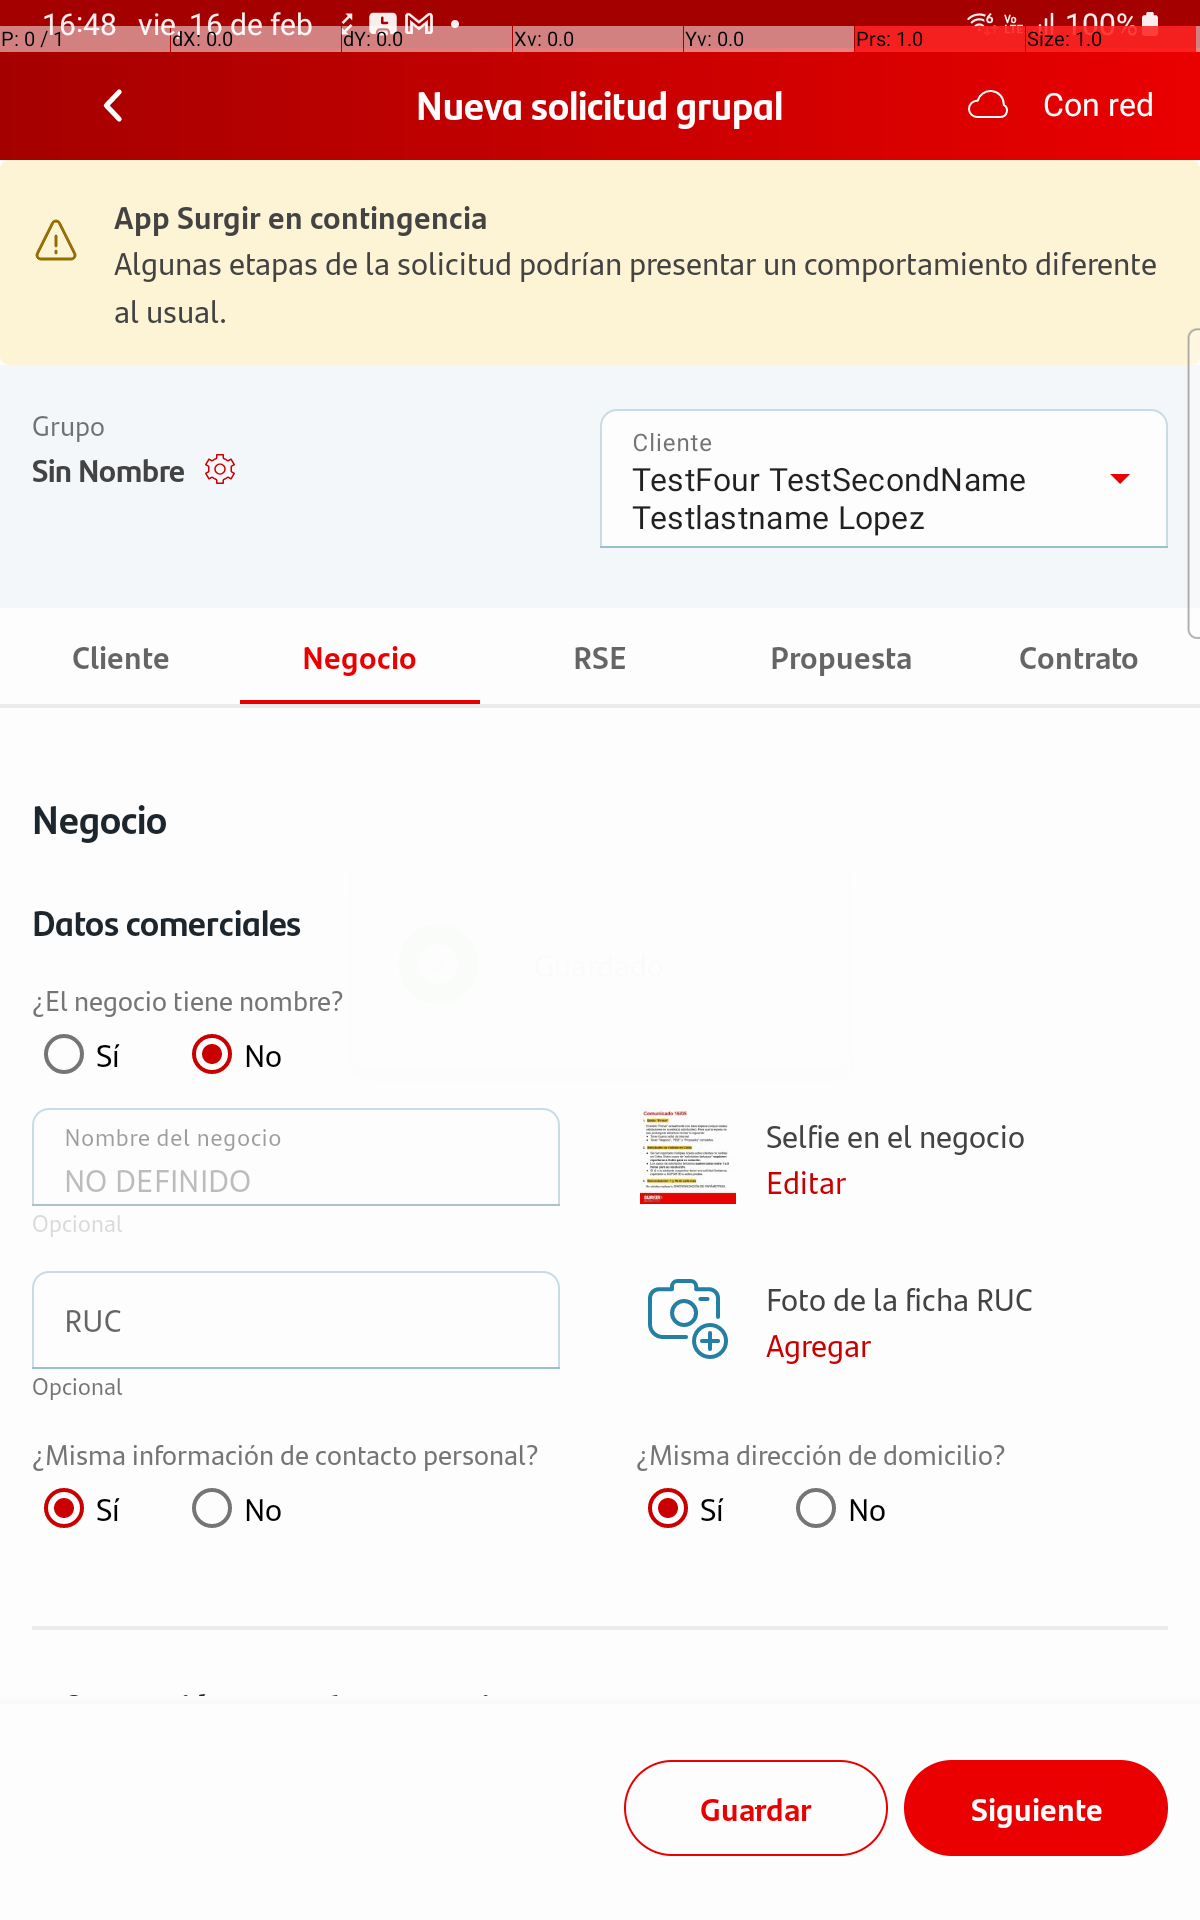 16:48 vie, 16 de feb 100%
P: 0 / 1 dX: 0.0 dY: 0.0 Xv: 0.0 Yv: 0.0 Prs: 1.0 Size: 1.0
Nueva solicitud grupal Con red
App Surgir en contingencia
Algunas etapas de la solicitud podrían presentar un comportamiento diferente
al usual.
Grupo
Sin Nombre
Cliente
TestFour TestSecondName
Testlastname Lopez
Cliente Negocio RSE Propuesta Contrato
Negocio
Datos comerciales
Guardado
¿El negocio tiene nombre?
Sí No
Nombre del negocio
NO DEFINIDO
Opcional
Selfie en el negocio
Editar
RUC
Opcional
Foto de la ficha RUC
Agregar
¿Misma información de contacto personal?
Sí No
¿Misma dirección de domicilio?
Sí No
Guardar Siguiente